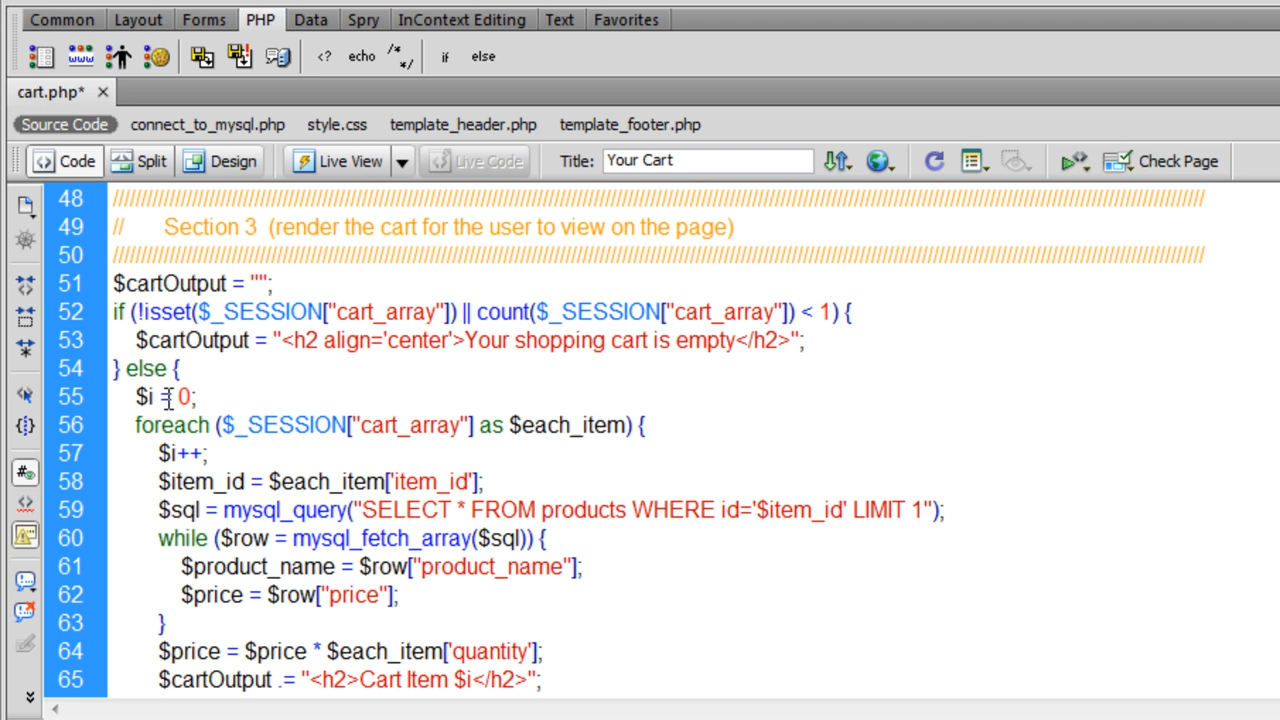 Common Layout Forms PHP Data Spry InContext Editing Text Favorites
<? echo /* */ if else
cart.php* ×
Source Code connect_to_mysql.php style.css template_header.php template_footer.php
Code Split Design Live View Live Code Title: Your Cart Check Page
48 ////////////////////////////////////////////////////////////////////////////////////////////////////////////////////////////////////////////////////////
49 // Section 3 (render the cart for the user to view on the page)
50 ////////////////////////////////////////////////////////////////////////////////////////////////////////////////////////////////////////////////////////
51 $cartOutput = "";
52 if (!isset($_SESSION["cart_array"]) || count($_SESSION["cart_array"]) < 1) {
53 $cartOutput = "<h2 align='center'>Your shopping cart is empty</h2>";
54 } else {
55 $i = 0;
56 foreach ($_SESSION["cart_array"] as $each_item) {
57 $i++;
58 $item_id = $each_item['item_id'];
59 $sql = mysql_query("SELECT * FROM products WHERE id='$item_id' LIMIT 1");
60 while ($row = mysql_fetch_array($sql)) {
61 $product_name = $row["product_name"];
62 $price = $row["price"];
63 }
64 $price = $price * $each_item['quantity'];
65 $cartOutput .= "<h2>Cart Item $i</h2>";